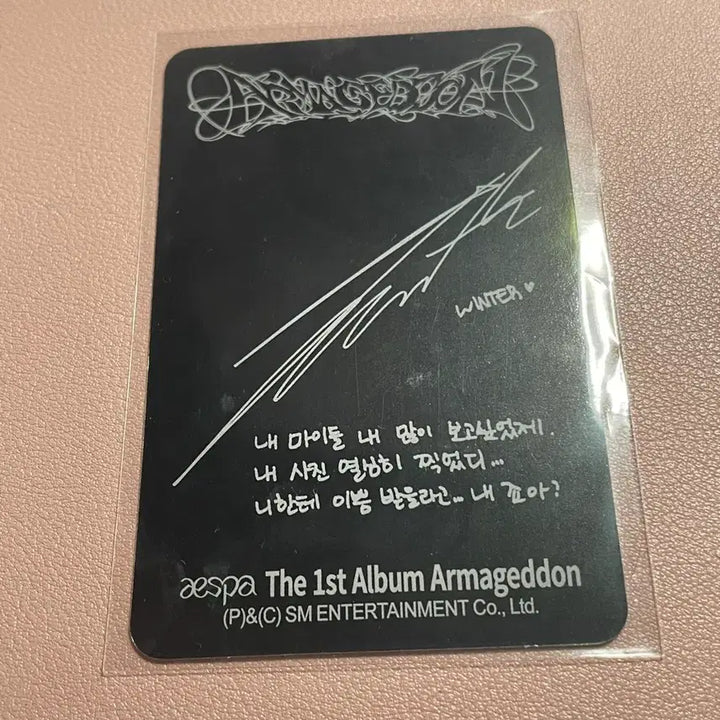 ARMAGEDDON
WINTER♡
내 마이들 내 많이 보고싶었제.
내 사진 열심히 찍었디...
니한테 이쁨 받을라고... 내 죠아?
aespa The 1st Album Armageddon
(P)&(C) SM ENTERTAINMENT Co., Ltd.